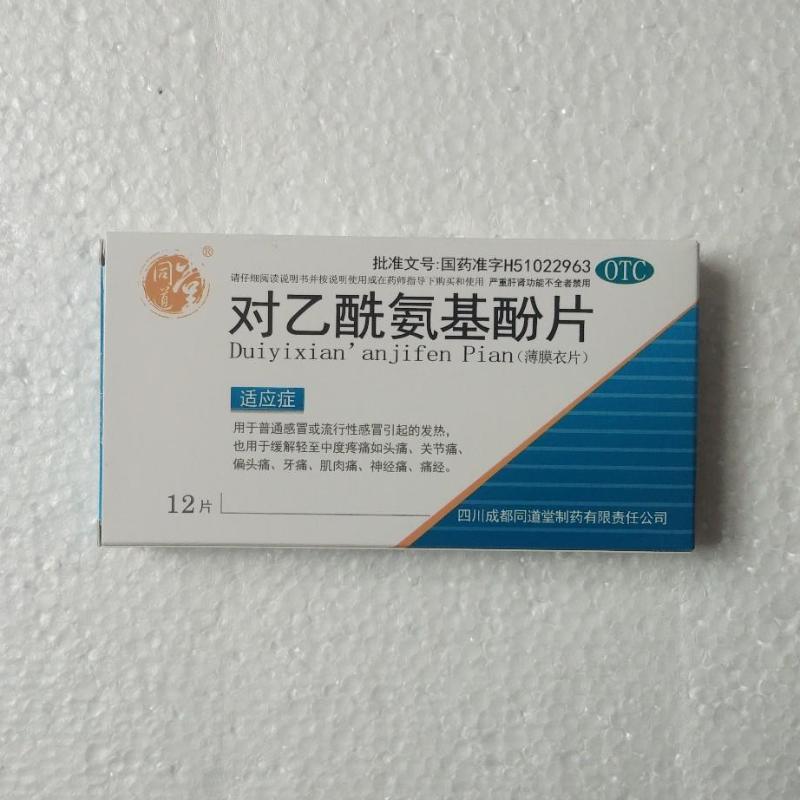 同道堂®
批准文号:国药准字H51022963 OTC
请仔细阅读说明书并按说明使用或在药师指导下购买和使用 严重肝肾功能不全者禁用
对乙酰氨基酚片
Duiyixian'anjifen Pian(薄膜衣片)
适应症
用于普通感冒或流行性感冒引起的发热,
也用于缓解轻至中度疼痛如头痛、关节痛、
偏头痛、牙痛、肌肉痛、神经痛、痛经。
12片
四川成都同道堂制药有限责任公司